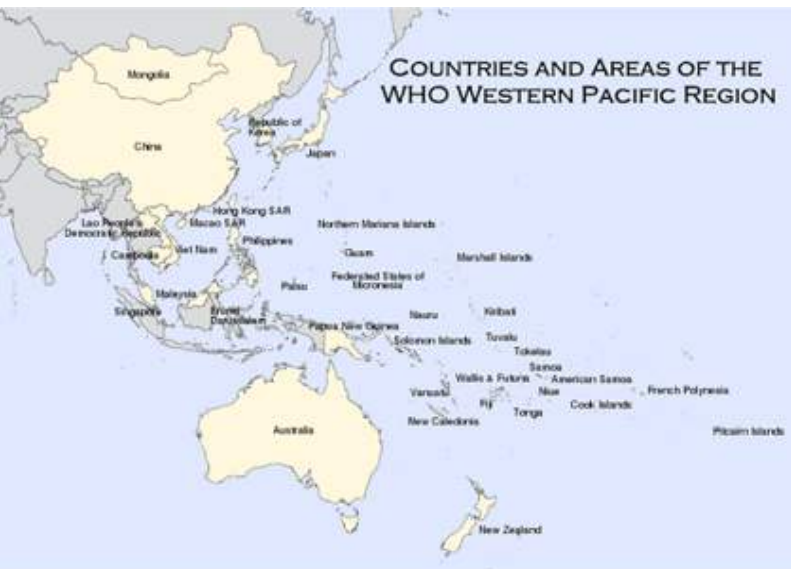 COUNTRIES AND AREAS OF THE
WHO WESTERN PACIFIC REGION
Mongolia
Republic of
Korea
China
Japan
Hong Kong SAR
Macao SAR
Lao People's
Democratic Republic
Northern Mariana Islands
Philippines
Viet Nam
Cambodia
Guam
Marshall Islands
Federated States of
Micronesia
Palau
Malaysia
Singapore
Brunei
Darussalam
Nauru
Kiribati
Papua New Guinea
Solomon Islands
Tuvalu
Tokelau
Samoa
Wallis & Futuna
American Samoa
Vanuatu
Niue
French Polynesia
Fiji
Cook Islands
Tonga
New Caledonia
Pitcairn Islands
Australia
New Zealand